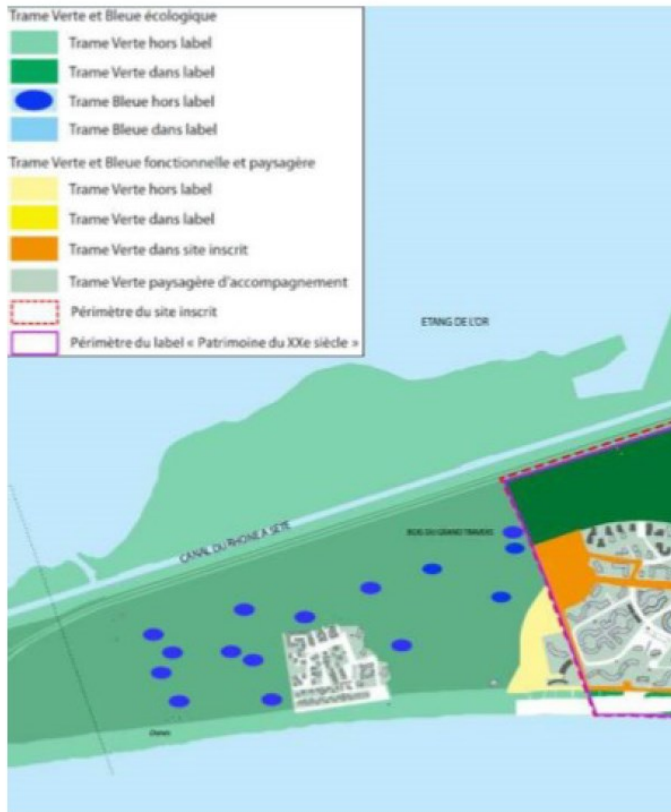 Trame Verte et Bleue écologique
Trame Verte hors label
Trame Verte dans label
Trame Bleue hors label
Trame Bleue dans label
Trame Verte et Bleue fonctionnelle et paysagère
Trame Verte hors label
Trame Verte dans label
Trame Verte dans site inscrit
Trame Verte paysagère d'accompagnement
Périmètre du site inscrit
Périmètre du label « Patrimoine du XXe siècle »
ETANG DE L'OR
CANAL DU RHONE A SETE
BOIS DU GRAND TRAVERS